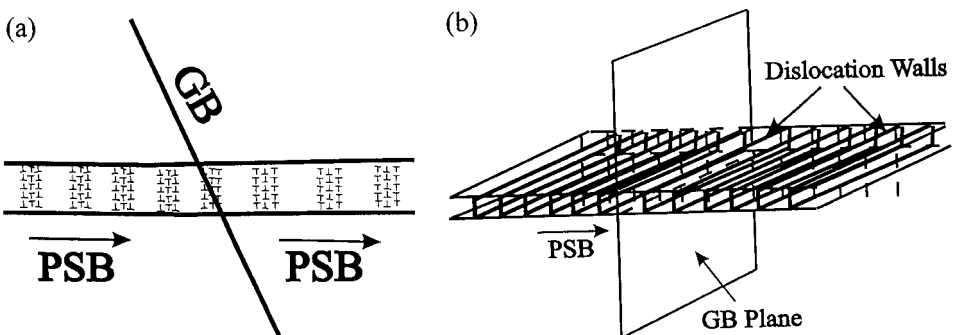 (a)
GB
PSB
PSB
(b)
Dislocation Walls
PSB
GB Plane